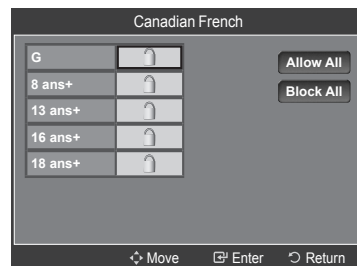 Canadian French
G
8 ans+
13 ans+
16 ans+
18 ans+
Allow All
Block All
Move Enter Return